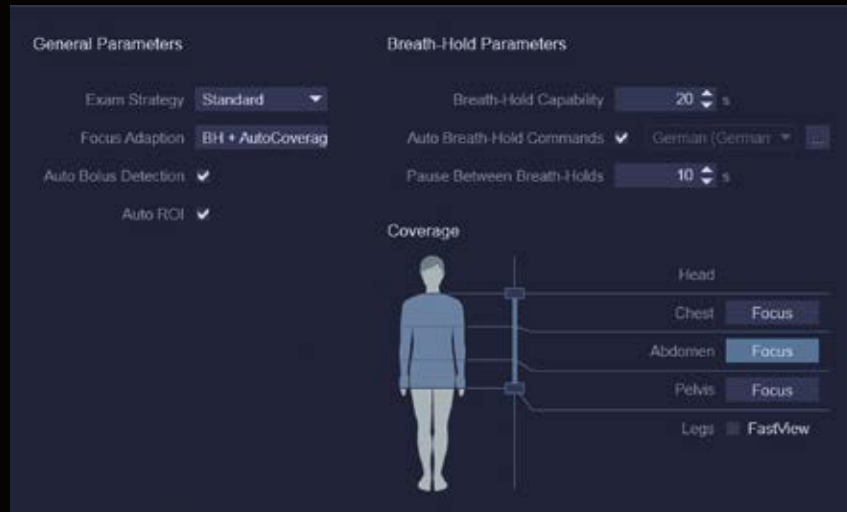 General Parameters
Exam Strategy Standard
Focus Adaption BH + AutoCoverag
Auto Bolus Detection
Auto ROI
Breath-Hold Parameters
Breath-Hold Capability 20 s
Auto Breath-Hold Commands German (German ...
Pause Between Breath-Holds 10 s
Coverage
Head
Chest Focus
Abdomen Focus
Pelvis Focus
Legs FastView